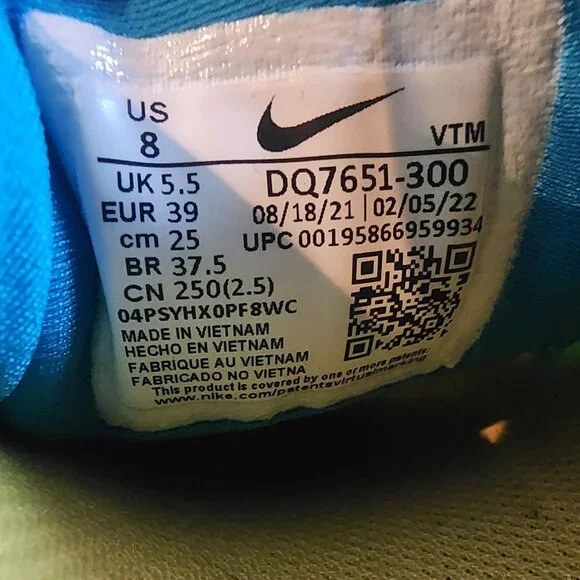 US
8
VTM
UK 5.5
DQ7651-300
EUR 39
08/18/21 | 02/05/22
cm 25
UPC 00195866959934
BR 37.5
CN 250(2.5)
04PSYHX0PF8WC
MADE IN VIETNAM
HECHO EN VIETNAM
FABRIQUE AU VIETNAM
FABRICADO NO VIETNA
This product is covered by one or more patents:
www.nike.com/patentsvirtualmarking